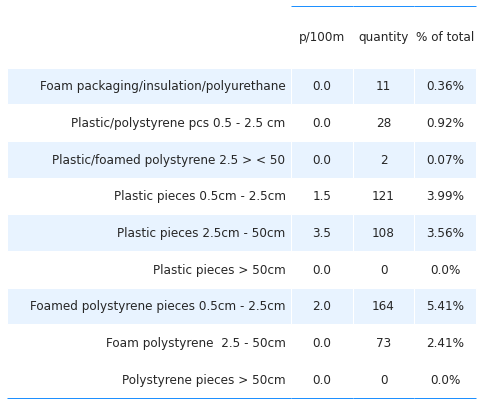 p/100m quantity % of total
Foam packaging/insulation/polyurethane 0.0 11 0.36%
Plastic/polystyrene pcs 0.5 - 2.5 cm 0.0 28 0.92%
Plastic/foamed polystyrene 2.5 > < 50 0.0 2 0.07%
Plastic pieces 0.5cm - 2.5cm 1.5 121 3.99%
Plastic pieces 2.5cm - 50cm 3.5 108 3.56%
Plastic pieces > 50cm 0.0 0 0.0%
Foamed polystyrene pieces 0.5cm - 2.5cm 2.0 164 5.41%
Foam polystyrene  2.5 - 50cm 0.0 73 2.41%
Polystyrene pieces > 50cm 0.0 0 0.0%